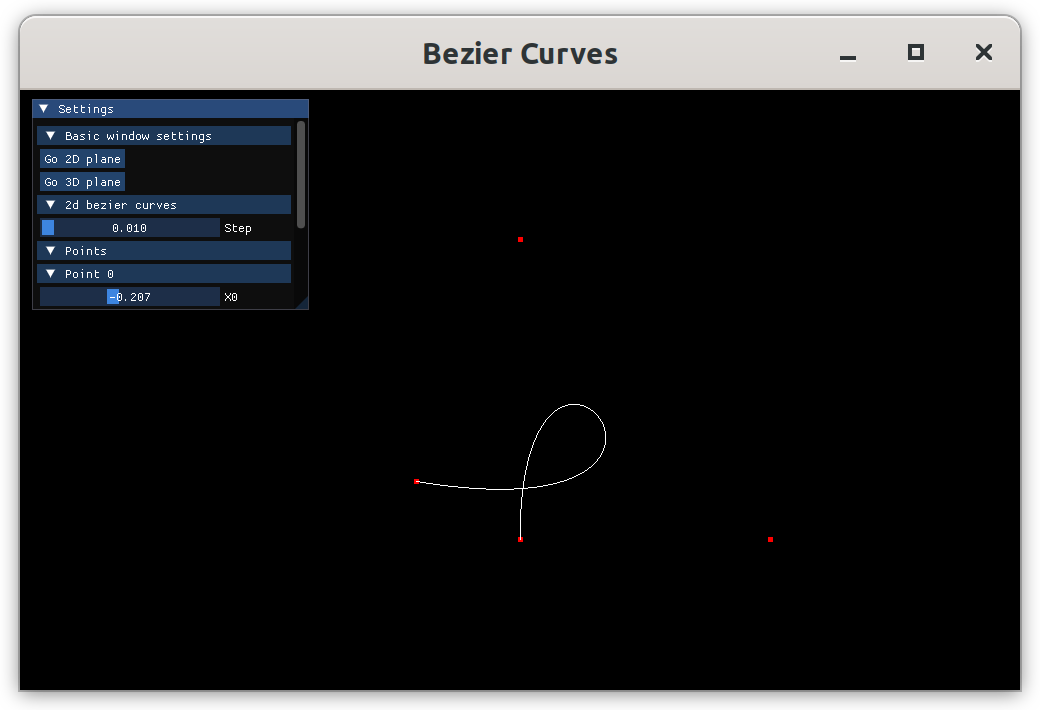 Bezier Curves
Settings
Basic window settings
Go 2D plane
Go 3D plane
2d bezier curves
0.010 Step
Points
Point 0
-0.207 X0